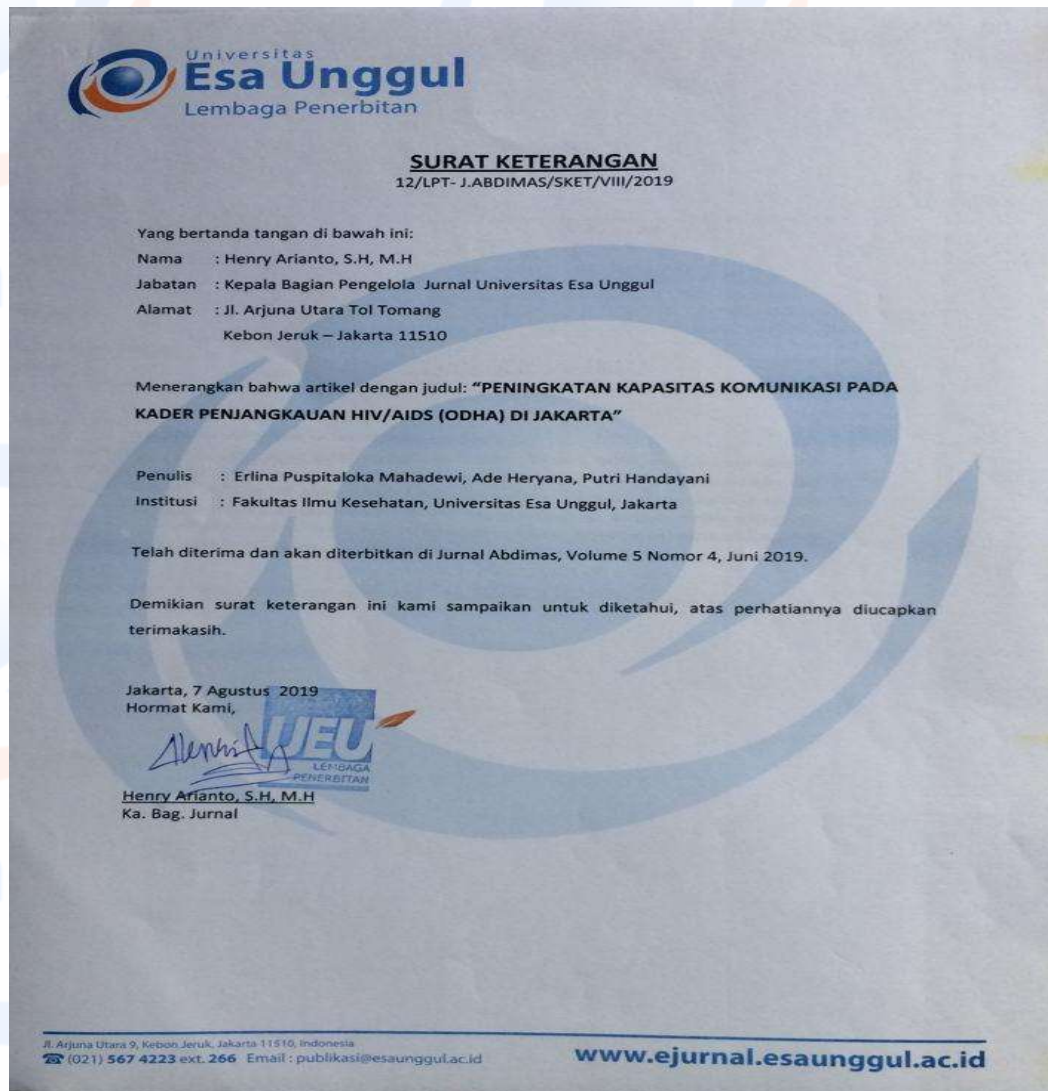 Universitas
Esa Unggul
Lembaga Penerbitan
SURAT KETERANGAN
12/LPT- J.ABDIMAS/SKET/VIII/2019
Yang bertanda tangan di bawah ini:
Nama : Henry Arianto, S.H, M.H
Jabatan : Kepala Bagian Pengelola Jurnal Universitas Esa Unggul
Alamat : Jl. Arjuna Utara Tol Tomang
Kebon Jeruk – Jakarta 11510
Menerangkan bahwa artikel dengan judul: “PENINGKATAN KAPASITAS KOMUNIKASI PADA
KADER PENJANGKAUAN HIV/AIDS (ODHA) DI JAKARTA”
Penulis : Erlina Puspitaloka Mahadewi, Ade Heryana, Putri Handayani
Institusi : Fakultas Ilmu Kesehatan, Universitas Esa Unggul, Jakarta
Telah diterima dan akan diterbitkan di Jurnal Abdimas, Volume 5 Nomor 4, Juni 2019.
Demikian surat keterangan ini kami sampaikan untuk diketahui, atas perhatiannya diucapkan
terimakasih.
Jakarta, 7 Agustus 2019
Hormat Kami,
UEU
LEMBAGA
PENERBITAN
Henry Arianto, S.H, M.H
Ka. Bag. Jurnal
Jl. Arjuna Utara 9, Kebon Jeruk, Jakarta 11510, Indonesia
(021) 567 4223 ext. 266 Email : publikasi@esaunggul.ac.id
www.ejurnal.esaunggul.ac.id